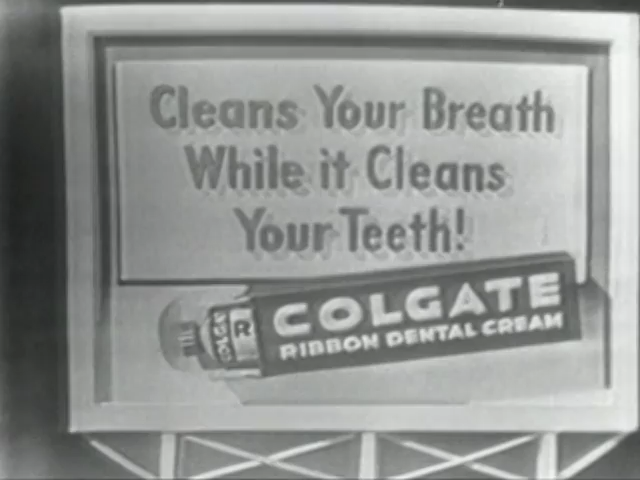 Cleans Your Breath
While it Cleans
Your Teeth!
COLGATE
RIBBON DENTAL CREAM
R